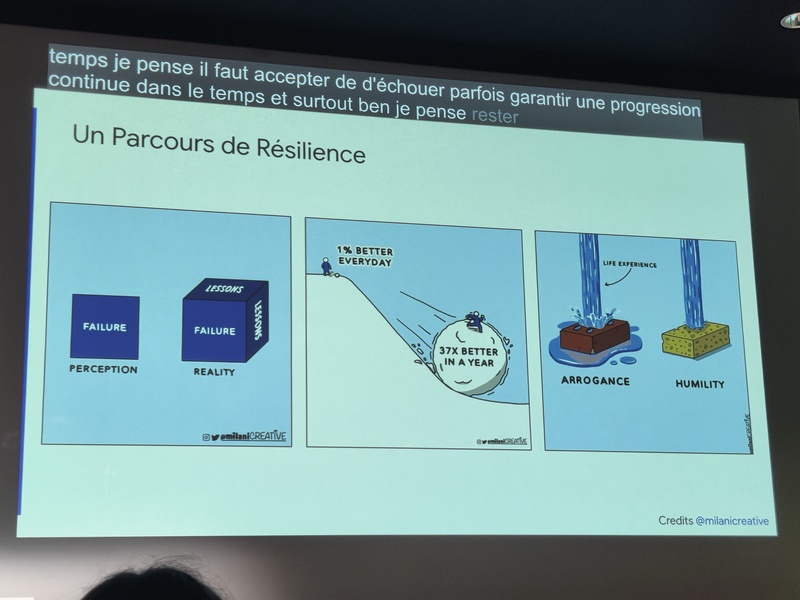 temps je pense il faut accepter de d'échouer parfois garantir une progression
continue dans le temps et surtout ben je pense rester
Un Parcours de Résilience
FAILURE
PERCEPTION
LESSONS
LESSONS
FAILURE
REALITY
@milaniCREATIVE
1% BETTER
EVERYDAY
37X BETTER
IN A YEAR
@milaniCREATIVE
LIFE EXPERIENCE
ARROGANCE
HUMILITY
Credits @milanicreative